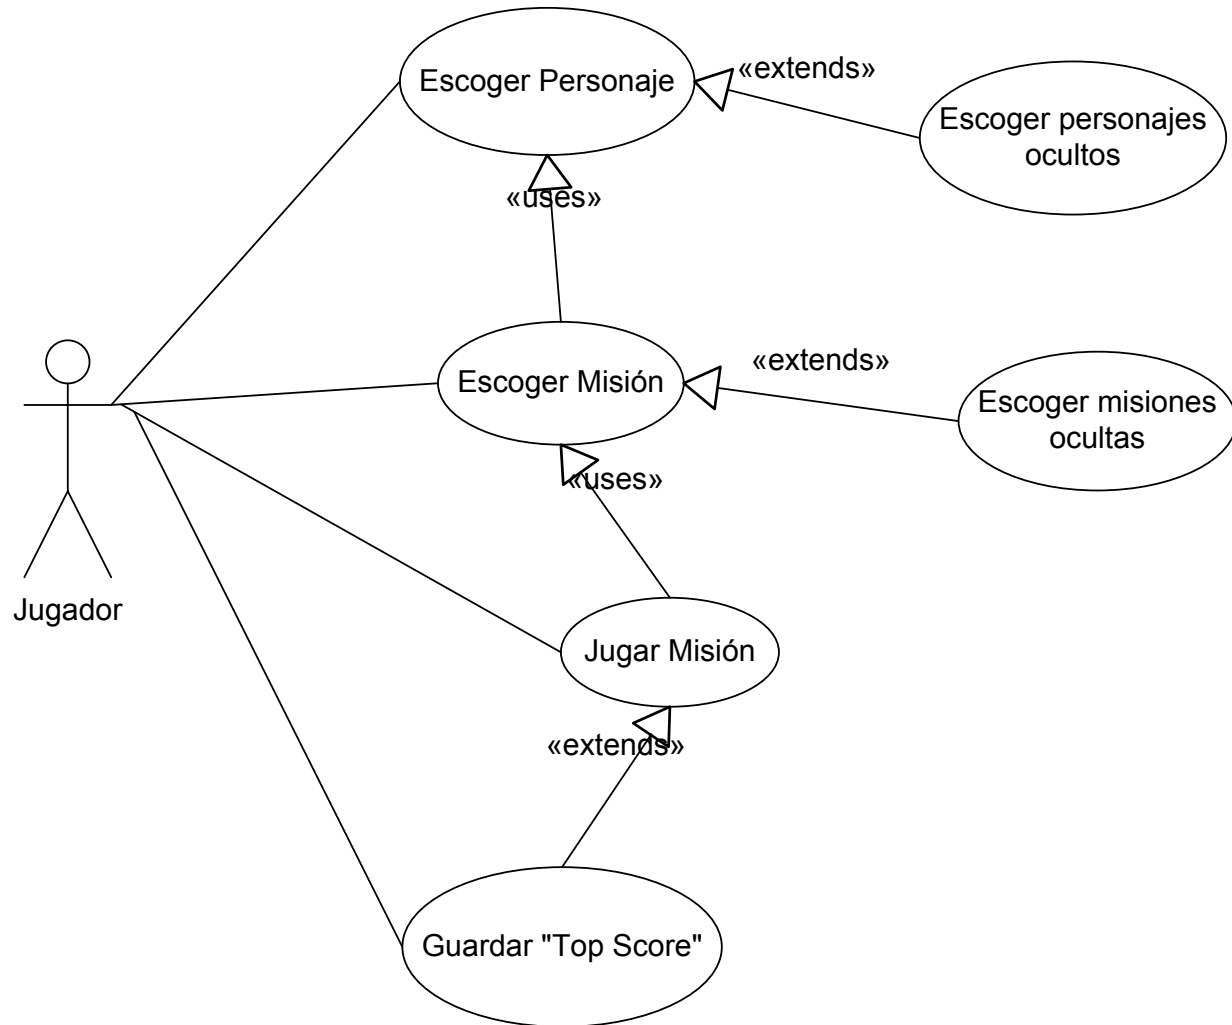 Escoger Personaje
«extends»
Escoger personajes
ocultos
«uses»
Escoger Misión
«extends»
Escoger misiones
ocultas
«uses»
Jugador
Jugar Misión
«extends»
Guardar "Top Score"